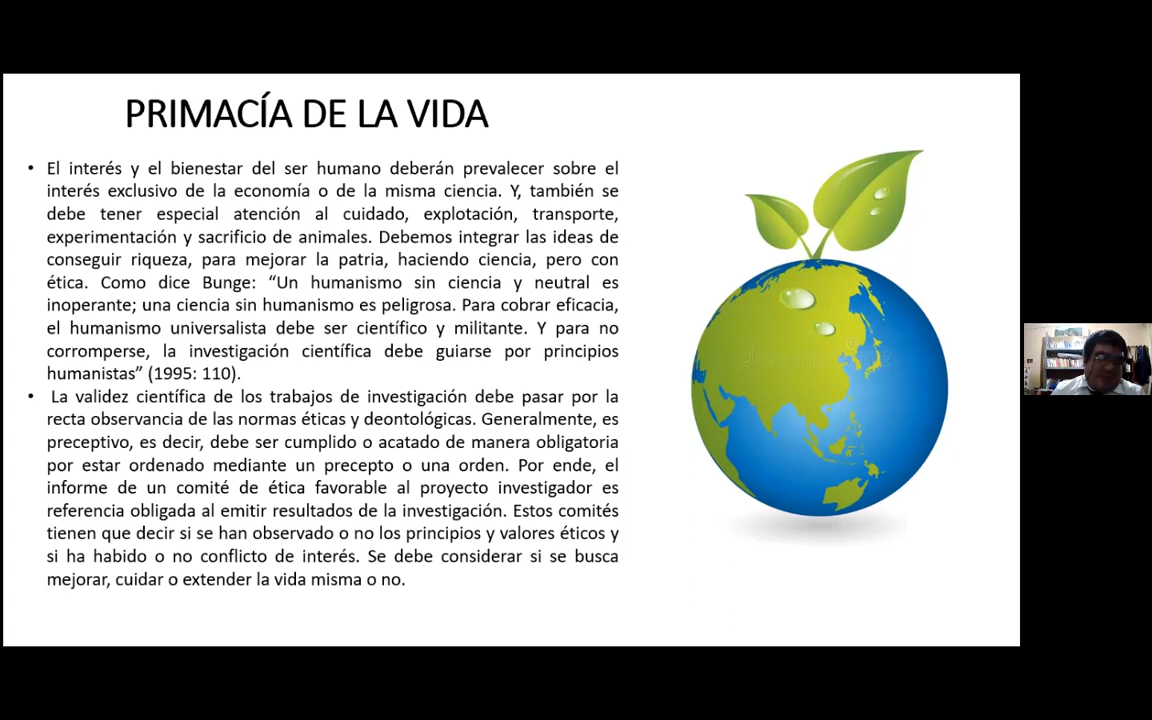 PRIMACÍA DE LA VIDA
• El interés y el bienestar del ser humano deberán prevalecer sobre el
interés exclusivo de la economía o de la misma ciencia. Y, también se
debe tener especial atención al cuidado, explotación, transporte,
experimentación y sacrificio de animales. Debemos integrar las ideas de
conseguir riqueza, para mejorar la patria, haciendo ciencia, pero con
ética. Como dice Bunge: “Un humanismo sin ciencia y neutral es
inoperante; una ciencia sin humanismo es peligrosa. Para cobrar eficacia,
el humanismo universalista debe ser científico y militante. Y para no
corromperse, la investigación científica debe guiarse por principios
humanistas” (1995: 110).
• La validez científica de los trabajos de investigación debe pasar por la
recta observancia de las normas éticas y deontológicas. Generalmente, es
preceptivo, es decir, debe ser cumplido o acatado de manera obligatoria
por estar ordenado mediante un precepto o una orden. Por ende, el
informe de un comité de ética favorable al proyecto investigador es
referencia obligada al emitir resultados de la investigación. Estos comités
tienen que decir si se han observado o no los principios y valores éticos y
si ha habido o no conflicto de interés. Se debe considerar si se busca
mejorar, cuidar o extender la vida misma o no.